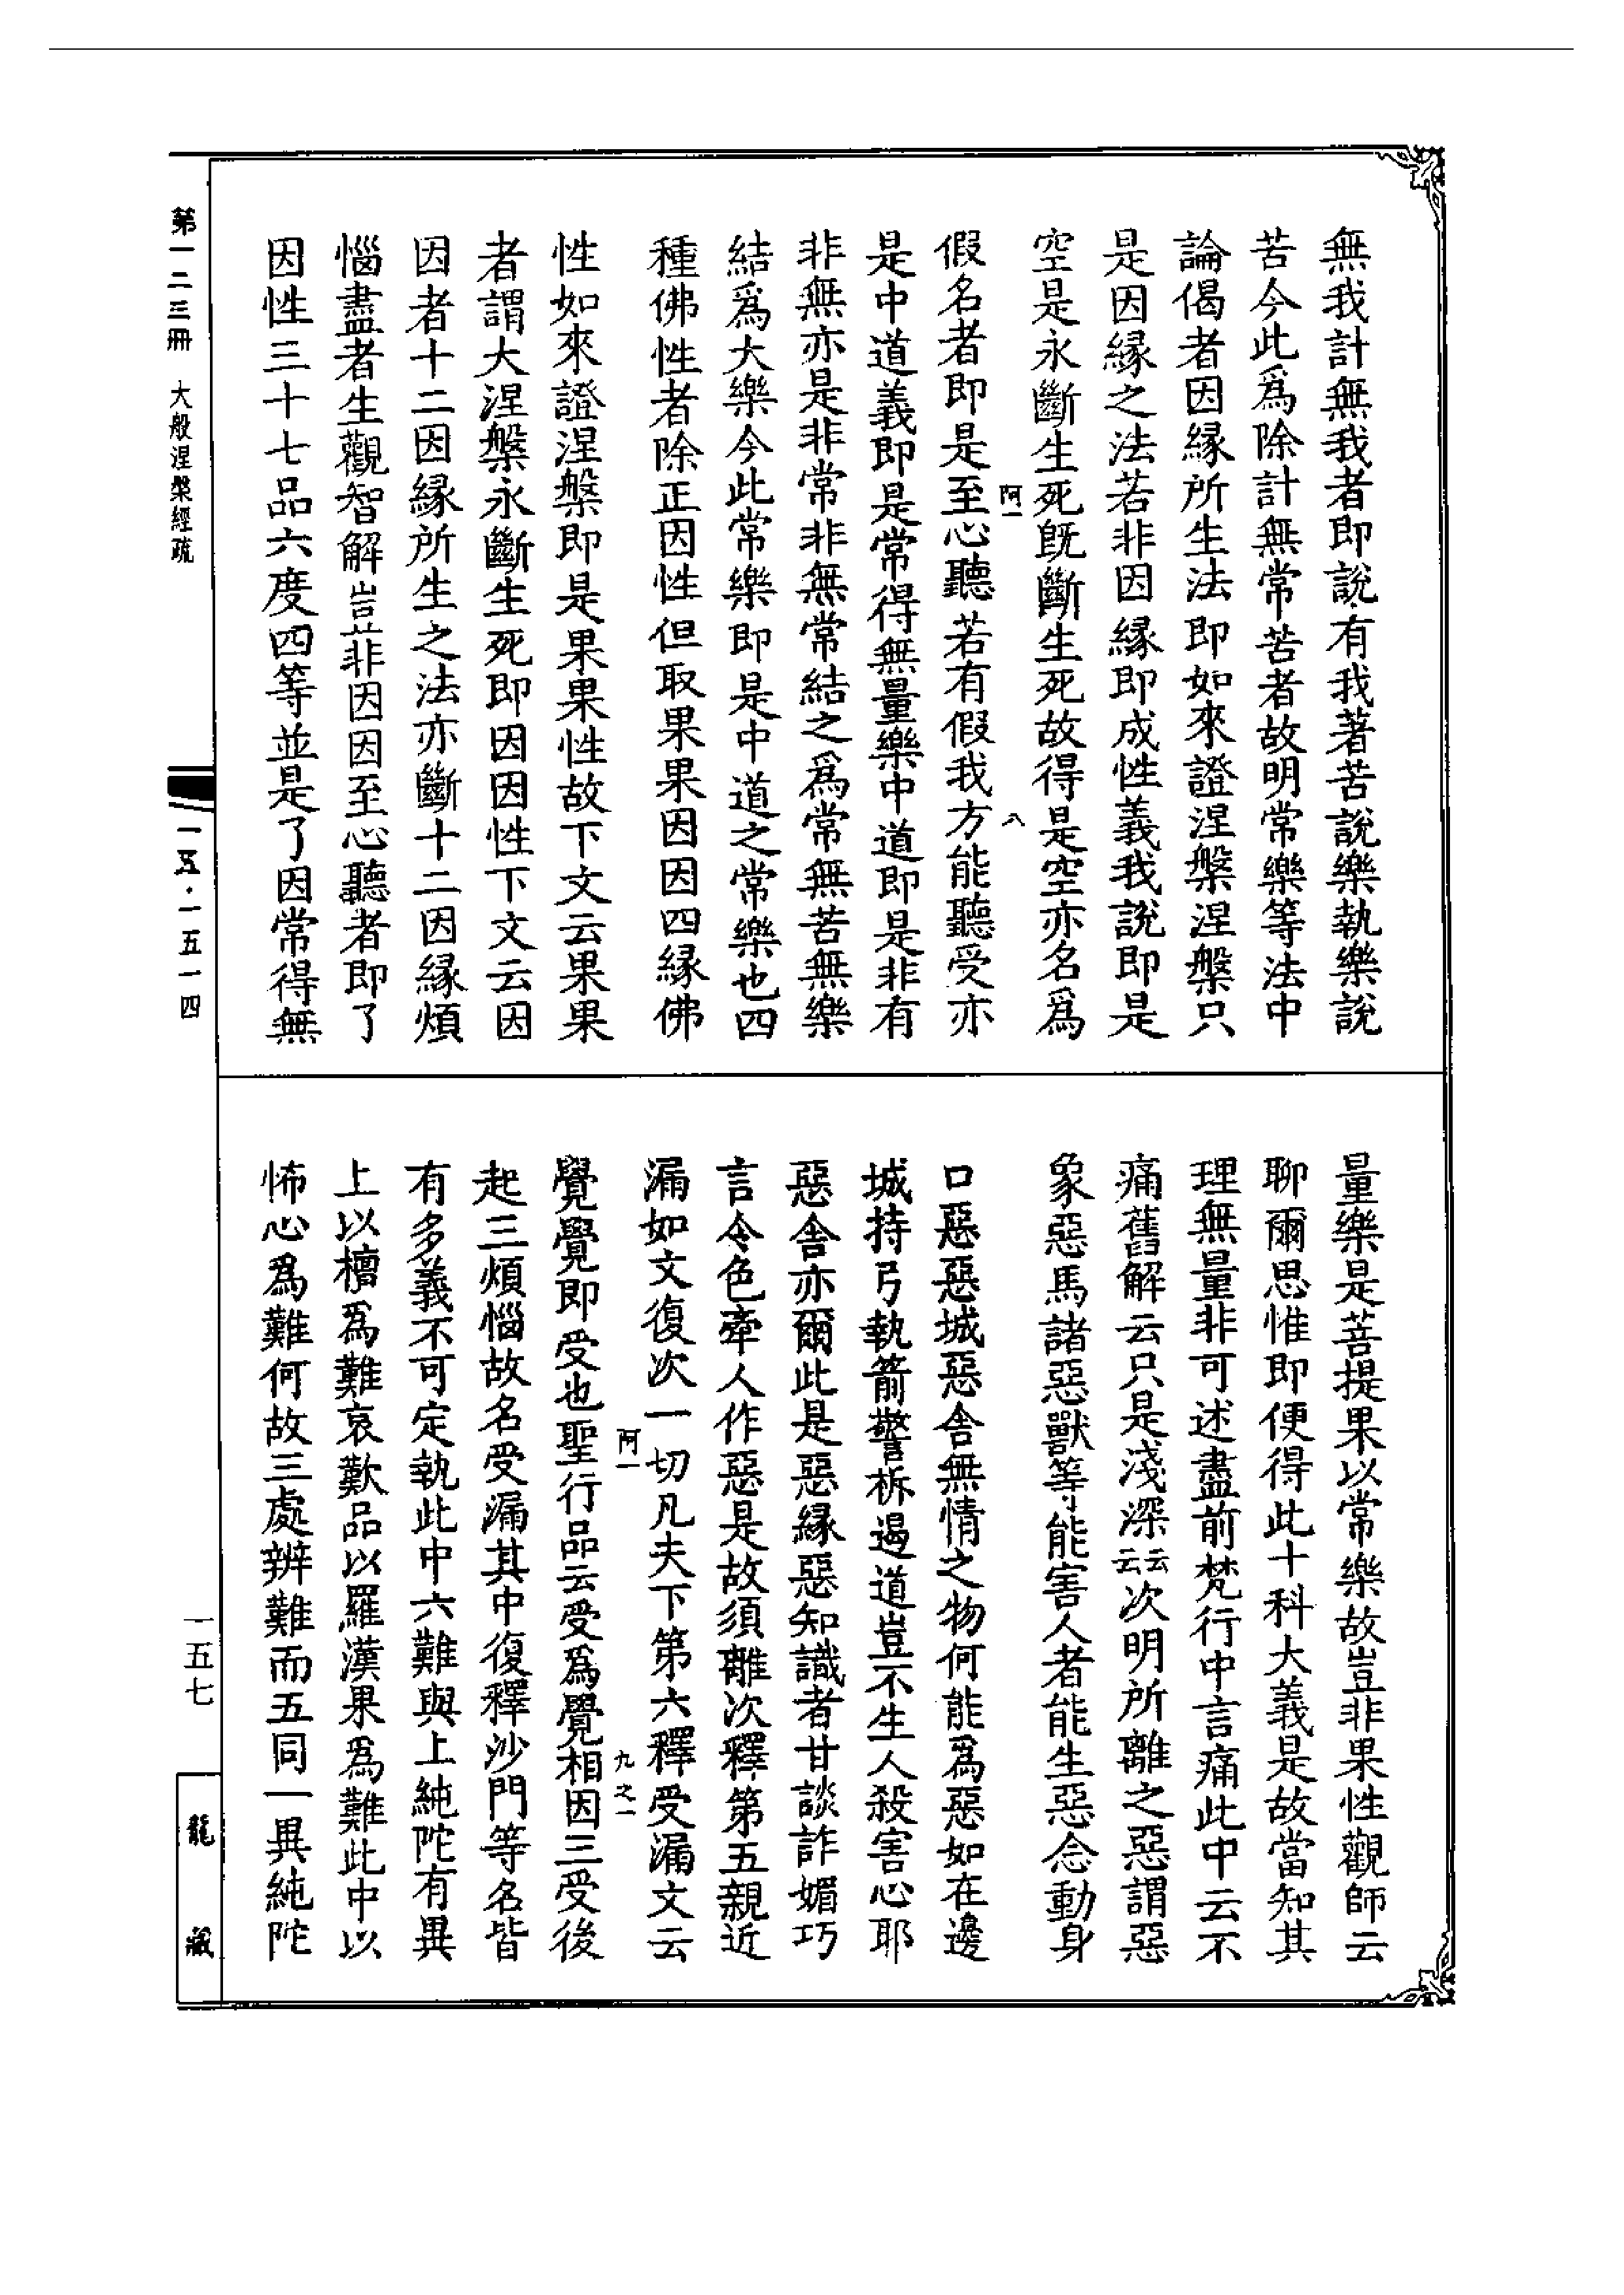 無我計無我者即說有我著苦說樂執樂說
苦今此爲除計無常苦者故明常樂等法中
論偈者因緣所生法即如來證涅槃涅槃只
是因緣之法若非因緣即成性義我說即是
空是永斷生死旣斷生死故得是空亦名爲
阿一
八
假名者即是至心聽若有假我方能聽受亦
是中道義即是常得無量樂中道即是非有
非無亦是非常非無常結之爲常無苦無樂
結爲大樂今此常樂即是中道之常樂也四
種佛性者除正因性但取果果因因四緣佛
性如來證涅槃即是果果性故下文云果果
者謂大涅槃永斷生死即因因性下文云因
因者十二因緣所生之法亦斷十二因緣煩
惱盡者生觀智解豈非因因至心聽者即了
因性三十七品六度四等並是了因常得無
量樂是菩提果以常樂故豈非果性觀師云
聊爾思惟即便得此十科大義是故當知其
理無量非可述盡前梵行中言痛此中云不
痛舊解云只是淺深云云次明所離之惡謂惡
象惡馬諸惡獸等能害人者能生惡念動身
口惡惡城惡舍無情之物何能爲惡如在邊
城持弓執箭警柝遏道豈不生人殺害心耶
惡舍亦爾此是惡緣惡知識者甘談詐媚巧
言令色牽人作惡是故須離次釋第五親近
漏如文復次一切凡夫下第六釋受漏文云
阿一
九之一
覺覺即受也聖行品云受爲覺相因三受後
起三煩惱故名受漏其中復釋沙門等名皆
有多義不可定執此中六難與上純陀有異
上以檀爲難哀歎品以羅漢果爲難此中以
怖心爲難何故三處辨難而五同一異純陀
第一二三冊 大般涅槃經疏
一五·一五一四
一五七
龍藏